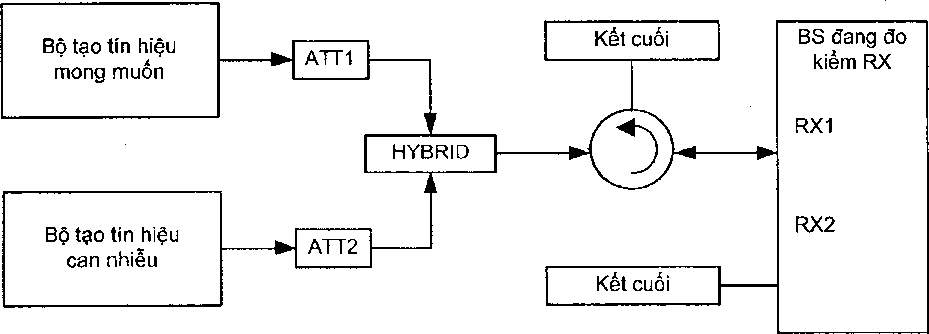 Bộ tạo tín hiệu
mong muốn
ATT1
HYBRID
Bộ tạo tín hiệu
can nhiễu
ATT2
Kết cuối
BS đang đo
kiểm RX
RX1
RX2
Kết cuối